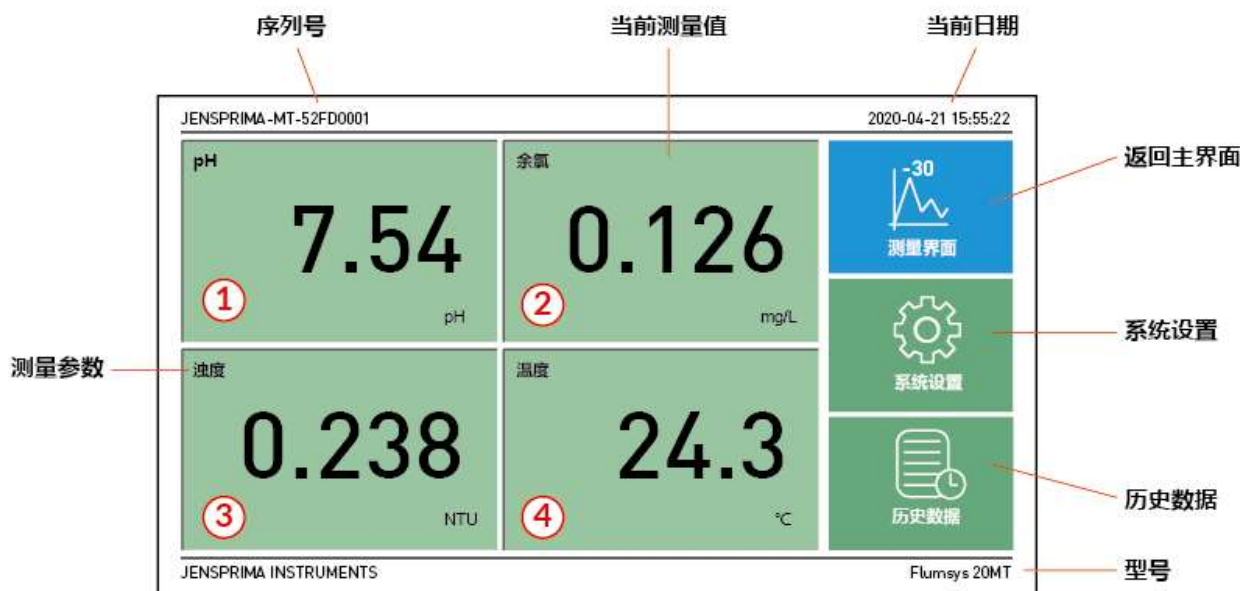 序列号
当前测量值
当前日期
JENSPRIMA-MT-52FD0001
2020-04-21 15:55:22
pH
7.54
①
pH
余氯
0.126
②
mg/L
-30
测量界面
返回主界面
系统设置
系统设置
测量参数
浊度
0.238
③
NTU
温度
24.3
④
℃
历史数据
历史数据
JENSPRIMA INSTRUMENTS
Flumsys 20MT
型号